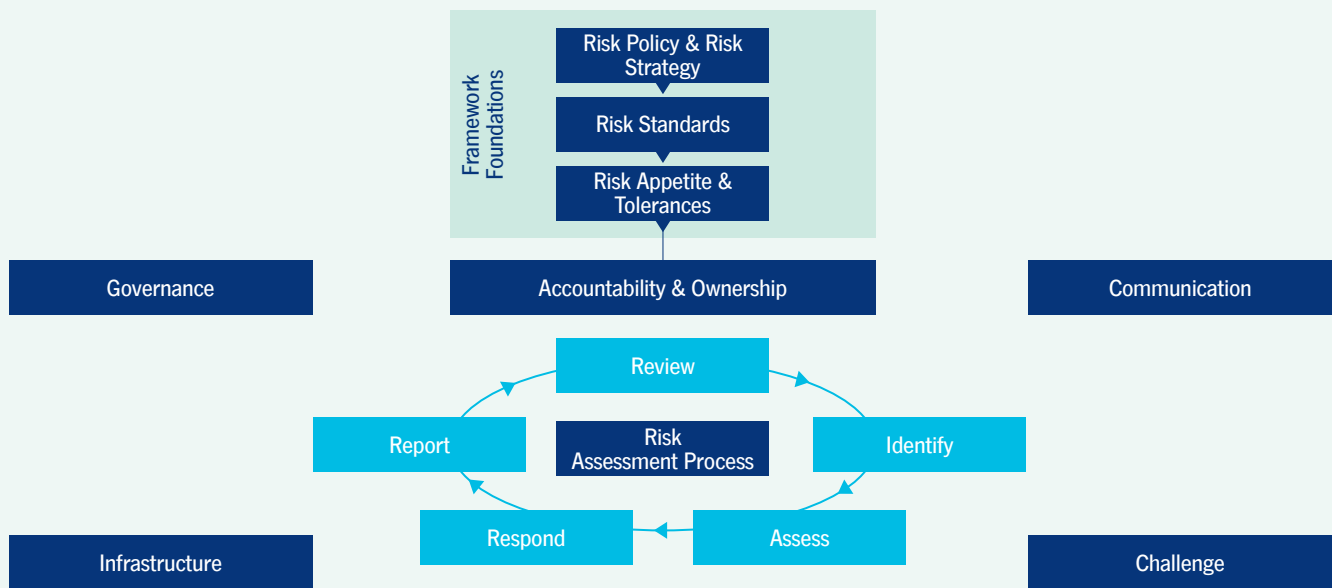 Framework
Foundations
Risk Policy & Risk
Strategy
Risk Standards
Risk Appetite &
Tolerances
Governance
Accountability & Ownership
Communication
Review
Report
Risk
Assessment Process
Identify
Respond
Assess
Infrastructure
Challenge